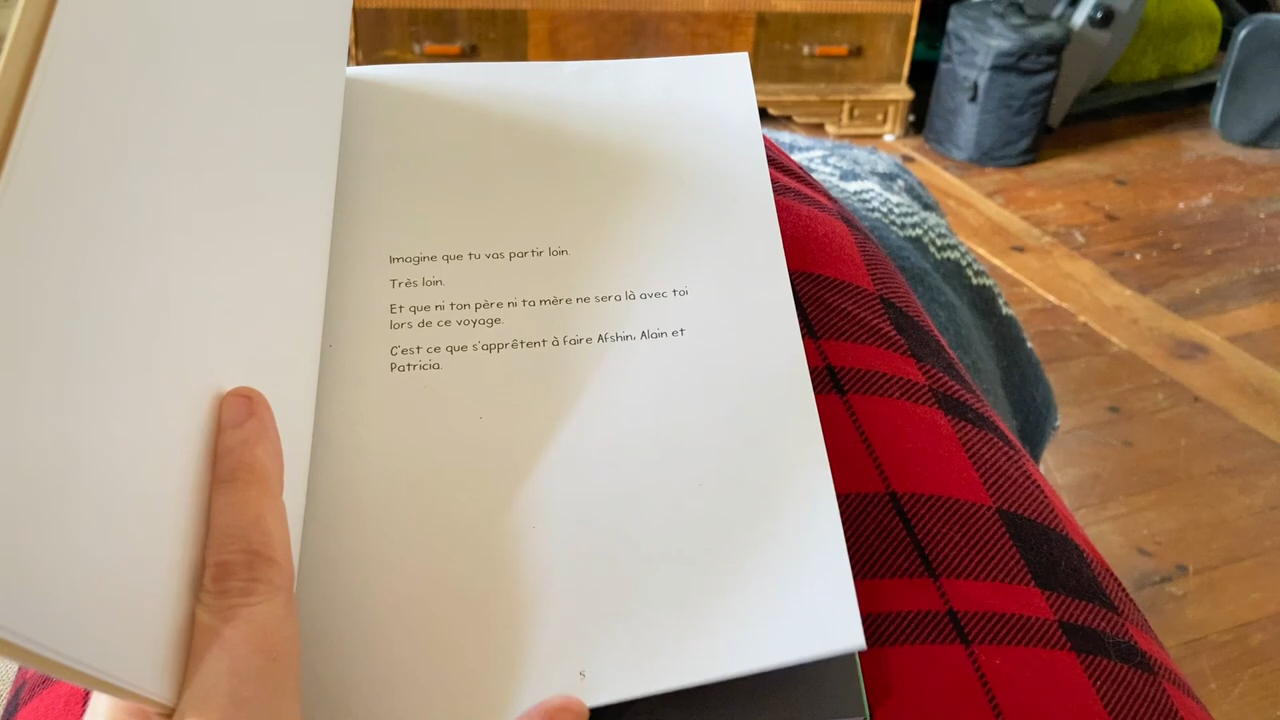 Imagine que tu vas partir loin.
Très loin.
Et que ni ton père ni ta mère ne sera là avec toi
lors de ce voyage.
C'est ce que s'apprêtent à faire Afshin, Alain et
Patricia.
5